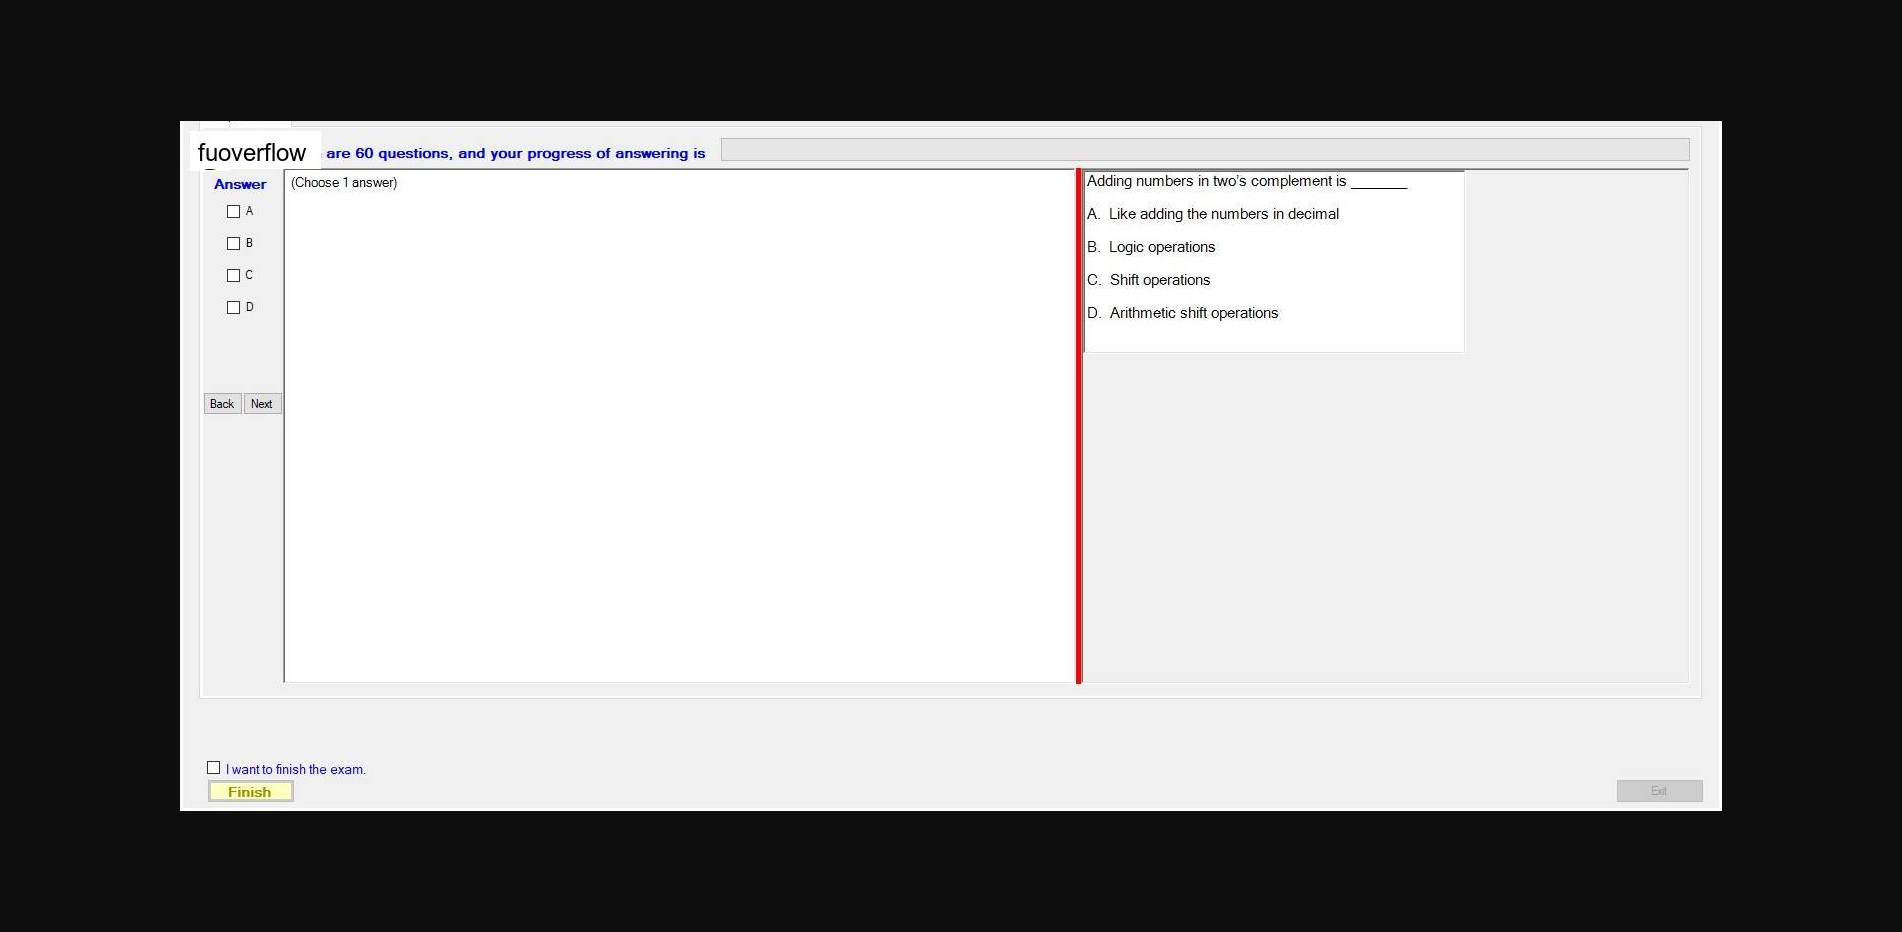 fuoverflow are 60 questions, and your progress of answering is
Answer
A
B
C
D
Back Next
(Choose 1 answer)
Adding numbers in two's complement is _______
A. Like adding the numbers in decimal
B. Logic operations
C. Shift operations
D. Arithmetic shift operations
I want to finish the exam.
Finish
Exit